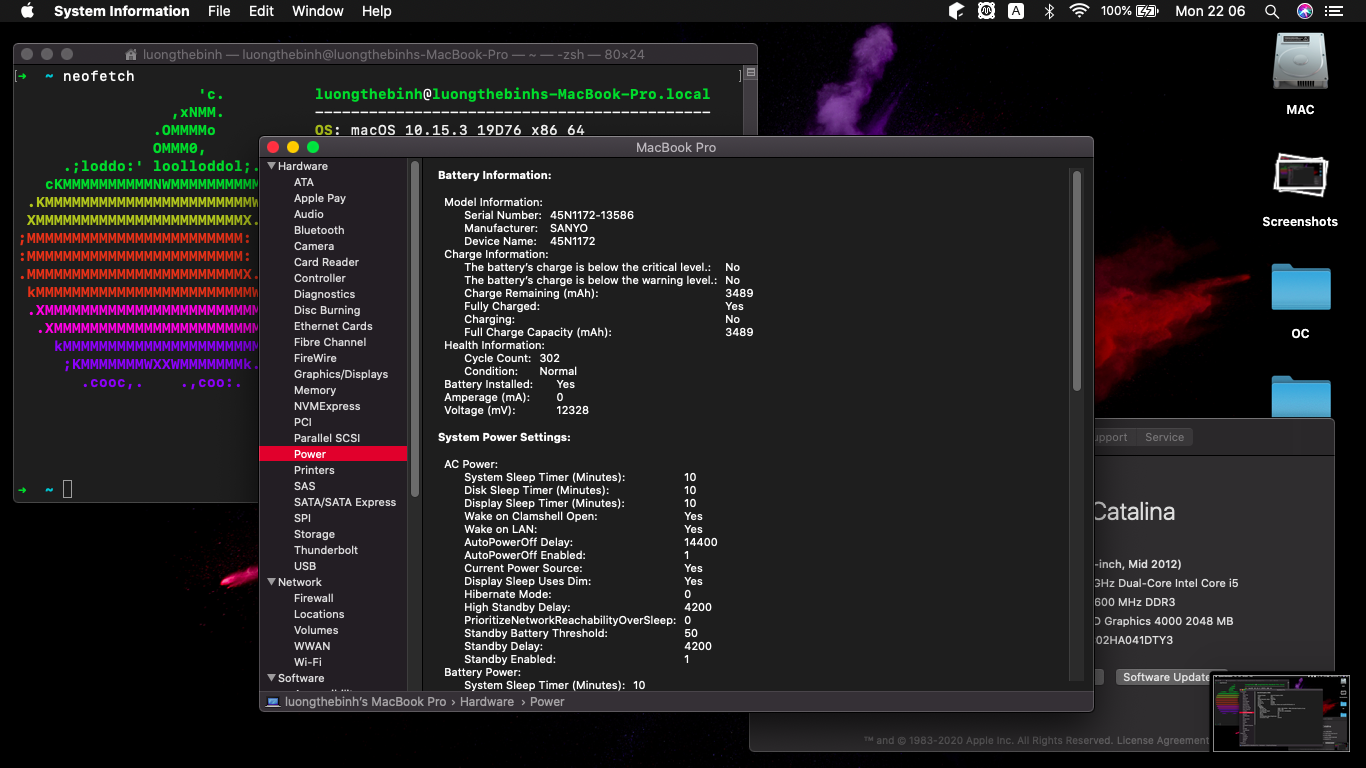 System Information File Edit Window Help 100% Mon 22 06
luongthebinh — luongthebinh@luongthebinhs-MacBook-Pro — ~ — -zsh — 80×24
[➜ ~ neofetch ]
'c. luongthebinh@luongthebinhs-MacBook-Pro.local
,xNMM. -------------------------------------------
.OMMMMo OS: macOS 10.15.3 19D76 x86_64
OMMM0,
.;loddo:' loolloddol;.
cKMMMMMMMMMMNWMMMMMMMMMM
.KMMMMMMMMMMMMMMMMMMMMMMMW
XMMMMMMMMMMMMMMMMMMMMMMMX.
;MMMMMMMMMMMMMMMMMMMMMMMM:
:MMMMMMMMMMMMMMMMMMMMMMMM:
.MMMMMMMMMMMMMMMMMMMMMMMMX.
kMMMMMMMMMMMMMMMMMMMMMMMMW
.XMMMMMMMMMMMMMMMMMMMMMMMM
.XMMMMMMMMMMMMMMMMMMMMMMM
kMMMMMMMMMMMMMMMMMMMMMM
;KMMMMMMMWXXWMMMMMMMk.
.cooc,. .,coo:.
➜ ~
MacBook Pro
Hardware
ATA
Apple Pay
Audio
Bluetooth
Camera
Card Reader
Controller
Diagnostics
Disc Burning
Ethernet Cards
Fibre Channel
FireWire
Graphics/Displays
Memory
NVMExpress
PCI
Parallel SCSI
Power
Printers
SAS
SATA/SATA Express
SPI
Storage
Thunderbolt
USB
Network
Firewall
Locations
Volumes
WWAN
Wi-Fi
Software
Battery Information:
Model Information:
Serial Number: 45N1172-13586
Manufacturer: SANYO
Device Name: 45N1172
Charge Information:
The battery's charge is below the critical level.: No
The battery's charge is below the warning level.: No
Charge Remaining (mAh): 3489
Fully Charged: Yes
Charging: No
Full Charge Capacity (mAh): 3489
Health Information:
Cycle Count: 302
Condition: Normal
Battery Installed: Yes
Amperage (mA): 0
Voltage (mV): 12328
System Power Settings:
AC Power:
System Sleep Timer (Minutes): 10
Disk Sleep Timer (Minutes): 10
Display Sleep Timer (Minutes): 10
Wake on Clamshell Open: Yes
Wake on LAN: Yes
AutoPowerOff Delay: 14400
AutoPowerOff Enabled: 1
Current Power Source: Yes
Display Sleep Uses Dim: Yes
Hibernate Mode: 0
High Standby Delay: 4200
PrioritizeNetworkReachabilityOverSleep: 0
Standby Battery Threshold: 50
Standby Delay: 4200
Standby Enabled: 1
Battery Power:
System Sleep Timer (Minutes): 10
luongthebinh's MacBook Pro › Hardware › Power
MAC
Screenshots
OC
upport Service
Catalina
-inch, Mid 2012)
GHz Dual-Core Intel Core i5
600 MHz DDR3
D Graphics 4000 2048 MB
02HA041DTY3
Software Update
™ and © 1983-2020 Apple Inc. All Rights Reserved. License Agreement